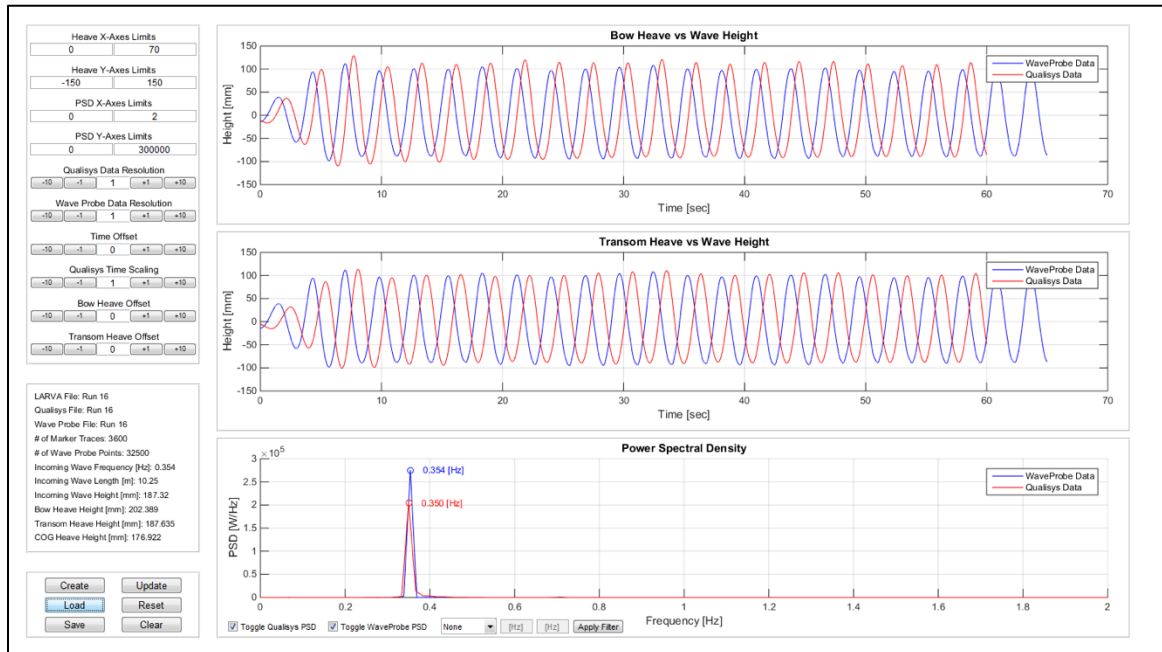 Heave X-Axes Limits
0 70
Heave Y-Axes Limits
-150 150
PSD X-Axes Limits
0 2
PSD Y-Axes Limits
0 300000
Qualisys Data Resolution
-10 -1 1 +1 +10
Wave Probe Data Resolution
-10 -1 1 +1 +10
Time Offset
-10 -1 0 +1 +10
Qualisys Time Scaling
-10 -1 1 +1 +10
Bow Heave Offset
-10 -1 0 +1 +10
Transom Heave Offset
-10 -1 0 +1 +10
LARVA File: Run 16
Qualisys File: Run 16
Wave Probe File: Run 16
# of Marker Traces: 3600
# of Wave Probe Points: 32500
Incoming Wave Frequency [Hz]: 0.354
Incoming Wave Length [m]: 10.25
Incoming Wave Height [mm]: 187.32
Bow Heave Height [mm]: 202.389
Transom Heave Height [mm]: 187.635
COG Heave Height [mm]: 176.922
Create Update
Load Reset
Save Clear
Bow Heave vs Wave Height
150
100
50
0
-50
-100
-150
Height [mm]
WaveProbe Data
Qualisys Data
0 10 20 30 40 50 60 70
Time [sec]
Transom Heave vs Wave Height
150
100
50
0
-50
-100
-150
Height [mm]
WaveProbe Data
Qualisys Data
0 10 20 30 40 50 60 70
Time [sec]
Power Spectral Density
×10^5
3
2.5
2
1.5
1
0.5
0
PSD [W/Hz]
0.354 [Hz]
0.350 [Hz]
WaveProbe Data
Qualisys Data
0 0.2 0.4 0.6 0.8 1 1.2 1.4 1.6 1.8 2
Frequency [Hz]
Toggle Qualisys PSD Toggle WaveProbe PSD None [Hz] [Hz] Apply Filter